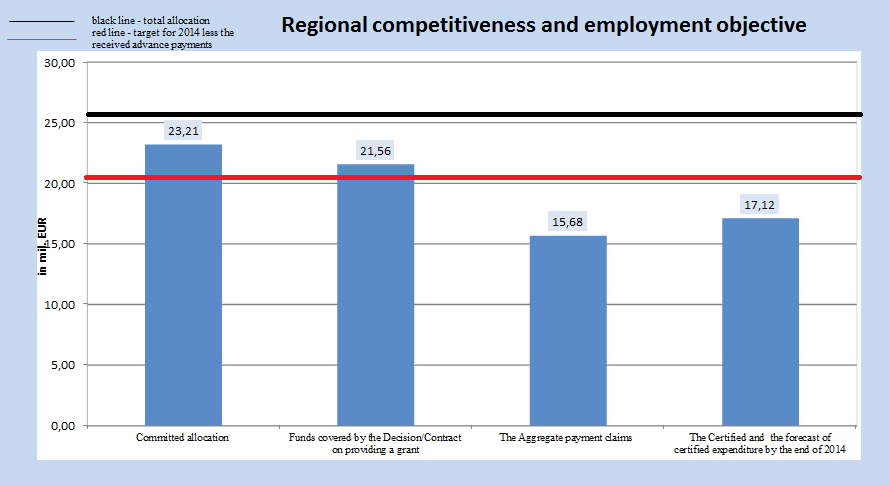 black line - total allocation
red line - target for 2014 less the
received advance payments
Regional competitiveness and employment objective
in mil. EUR
30,00
25,00
20,00
15,00
10,00
5,00
0,00
23,21
21,56
15,68
17,12
Committed allocation
Funds covered by the Decision/Contract
on providing a grant
The Aggregate payment claims
The Certified and the forecast of
certified expenditure by the end of 2014